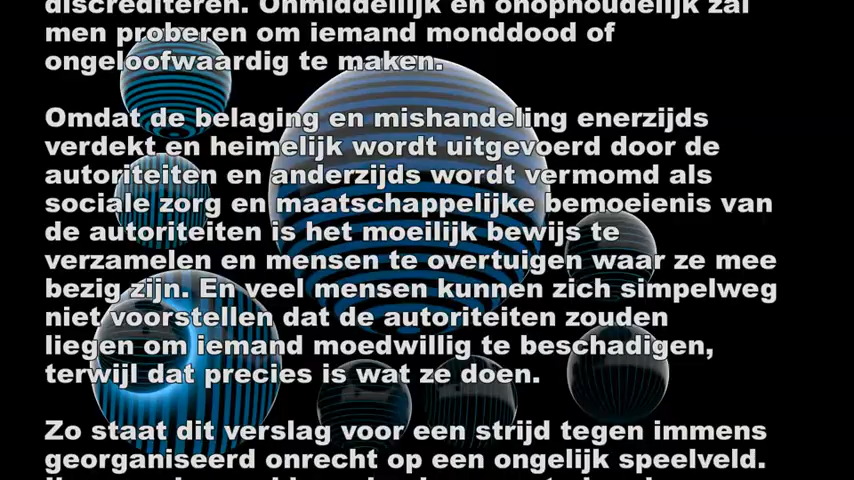 discrediteren. Onmiddellijk en onophoudelijk zal
men proberen om iemand monddood of
ongeloofwaardig te maken.
Omdat de belaging en mishandeling enerzijds
verdekt en heimelijk wordt uitgevoerd door de
autoriteiten en anderzijds wordt vermomd als
sociale zorg en maatschappelijke bemoeienis van
de autoriteiten is het moeilijk bewijs te
verzamelen en mensen te overtuigen waar ze mee
bezig zijn. En veel mensen kunnen zich simpelweg
niet voorstellen dat de autoriteiten zouden
liegen om iemand moedwillig te beschadigen,
terwijl dat precies is wat ze doen.
Zo staat dit verslag voor een strijd tegen immens
georganiseerd onrecht op een ongelijk speelveld.